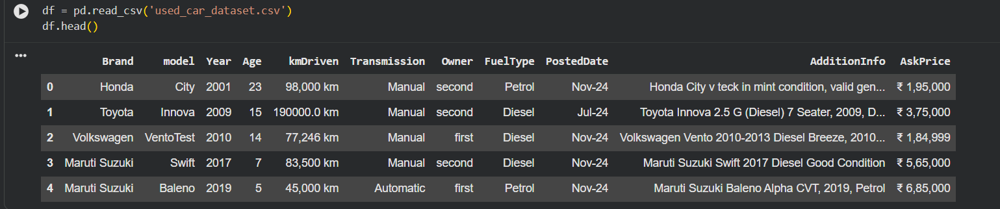 df = pd.read_csv('used_car_dataset.csv')
df.head()
Brand model Year Age kmDriven Transmission Owner FuelType PostedDate AdditionInfo AskPrice
0 Honda City 2001 23 98,000 km Manual second Petrol Nov-24 Honda City v teck in mint condition, valid gen... ₹ 1,95,000
1 Toyota Innova 2009 15 190000.0 km Manual second Diesel Jul-24 Toyota Innova 2.5 G (Diesel) 7 Seater, 2009, D... ₹ 3,75,000
2 Volkswagen VentoTest 2010 14 77,246 km Manual first Diesel Nov-24 Volkswagen Vento 2010-2013 Diesel Breeze, 2010... ₹ 1,84,999
3 Maruti Suzuki Swift 2017 7 83,500 km Manual second Diesel Nov-24 Maruti Suzuki Swift 2017 Diesel Good Condition ₹ 5,65,000
4 Maruti Suzuki Baleno 2019 5 45,000 km Automatic first Petrol Nov-24 Maruti Suzuki Baleno Alpha CVT, 2019, Petrol ₹ 6,85,000